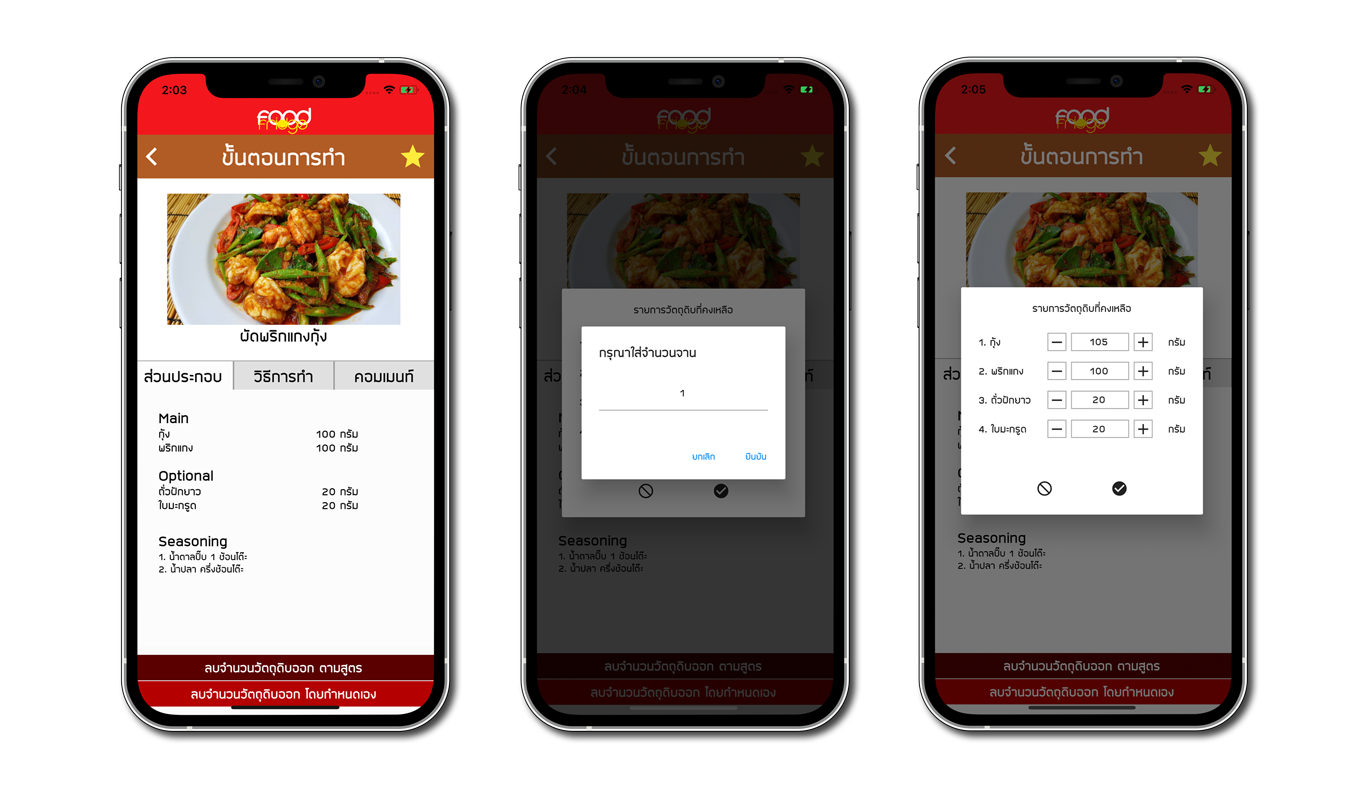 2:03
food
fridge
ขั้นตอนการทำ
ผัดพริกแกงกุ้ง
ส่วนประกอบ วิธีการทำ คอมเมนท์
Main
กุ้ง 100 กรัม
พริกแกง 100 กรัม
Optional
ถั่วฝักยาว 20 กรัม
ใบมะกรูด 20 กรัม
Seasoning
1. น้ำตาลปี๊บ 1 ช้อนโต๊ะ
2. น้ำปลา ครึ่งช้อนโต๊ะ
ลบจำนวนวัตถุดิบออก ตามสูตร
ลบจำนวนวัตถุดิบออก โดยกำหนดเอง
2:04
food
fridge
ขั้นตอนการทำ
รายการวัตถุดิบที่คงเหลือ
กรุณาใส่จำนวนจาน
1
ยกเลิก ยืนยัน
Seasoning
1. น้ำตาลปี๊บ 1 ช้อนโต๊ะ
2. น้ำปลา ครึ่งช้อนโต๊ะ
ลบจำนวนวัตถุดิบออก ตามสูตร
ลบจำนวนวัตถุดิบออก โดยกำหนดเอง
2:05
food
fridge
ขั้นตอนการทำ
รายการวัตถุดิบที่คงเหลือ
1. กุ้ง − 105 + กรัม
2. พริกแกง − 100 + กรัม
3. ถั่วฝักยาว − 20 + กรัม
4. ใบมะกรูด − 20 + กรัม
Seasoning
1. น้ำตาลปี๊บ 1 ช้อนโต๊ะ
2. น้ำปลา ครึ่งช้อนโต๊ะ
ลบจำนวนวัตถุดิบออก ตามสูตร
ลบจำนวนวัตถุดิบออก โดยกำหนดเอง